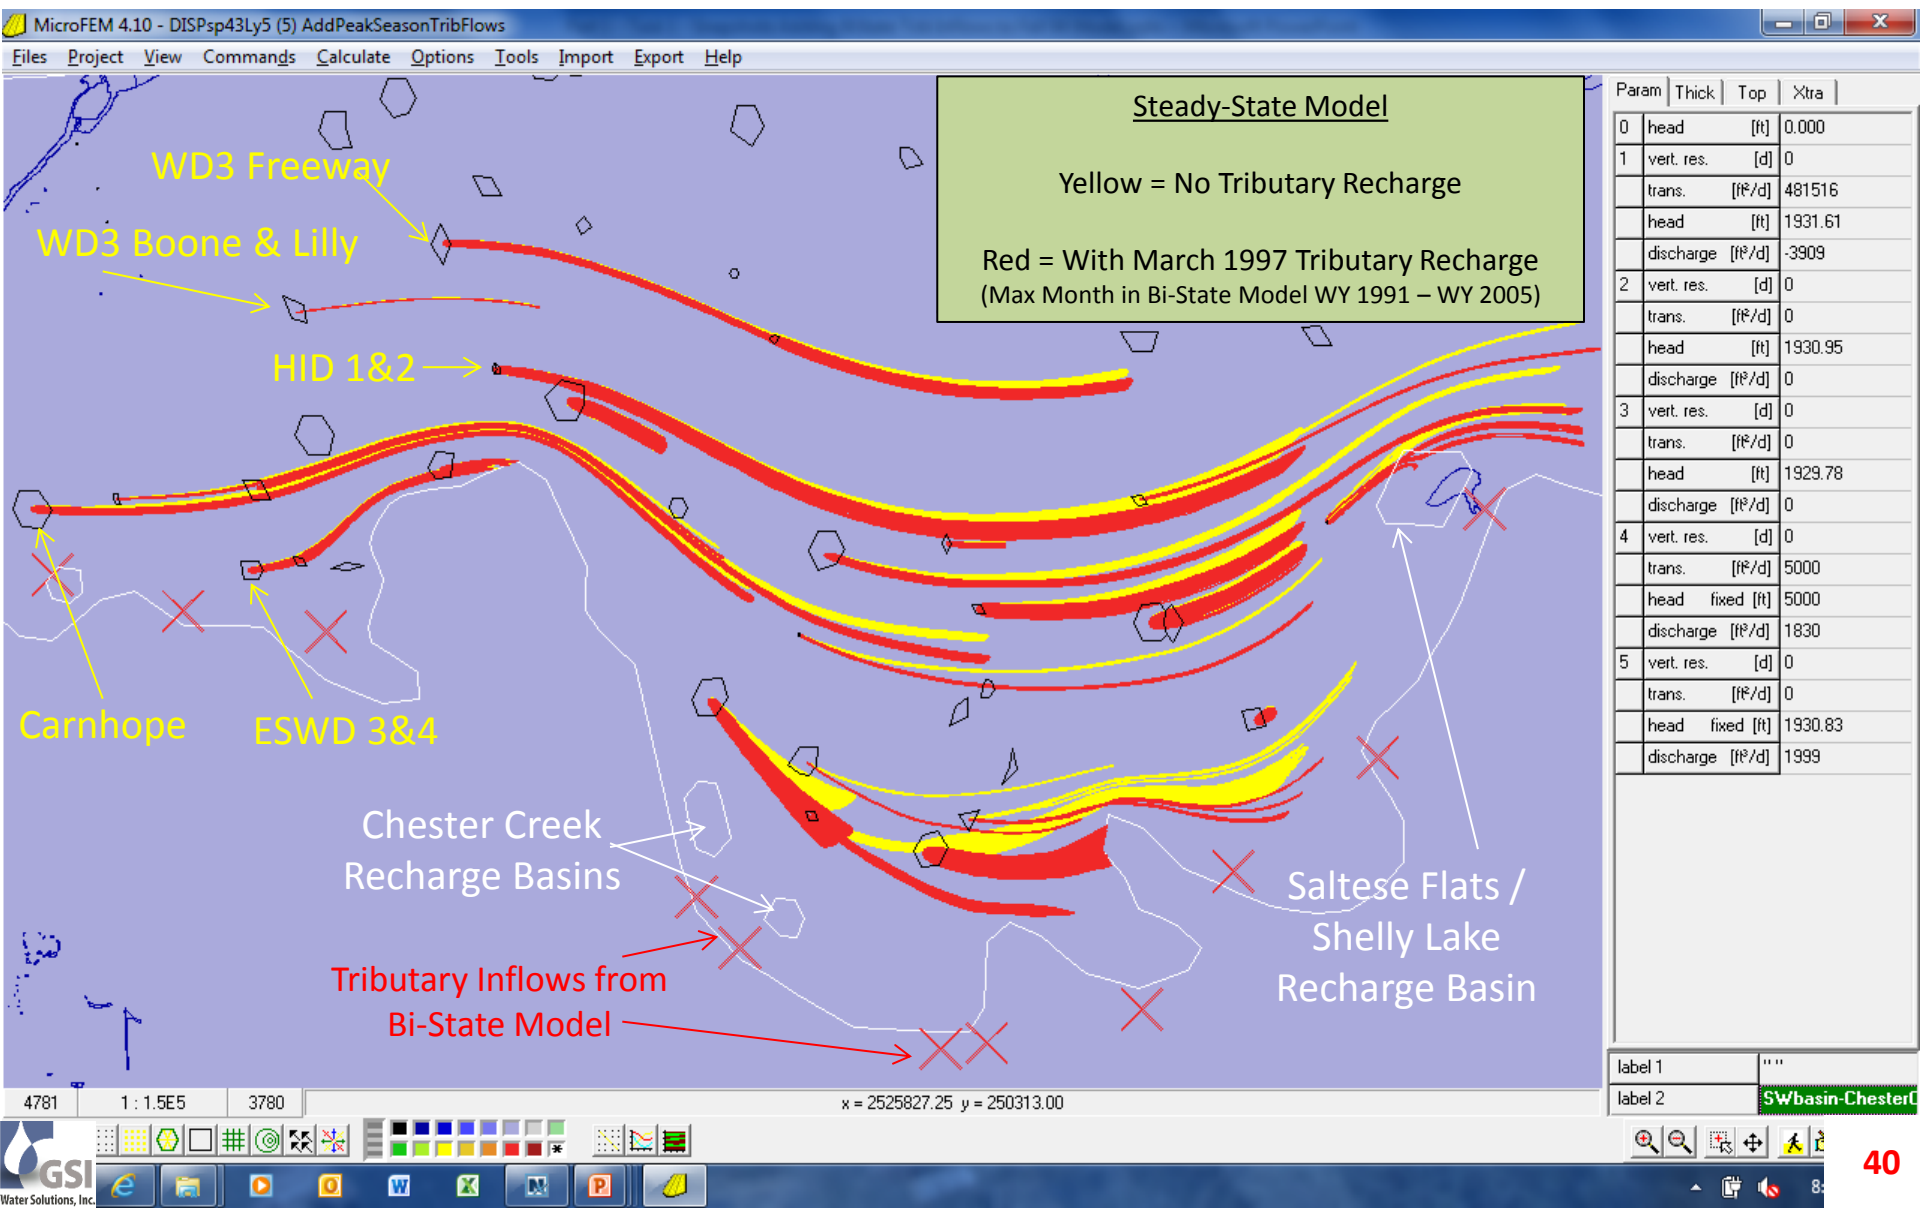 MicroFEM 4.10 - DISPsp43Ly5 (5) AddPeakSeasonTribFlows
Files Project View Commands Calculate Options Tools Import Export Help
Steady-State Model
Yellow = No Tributary Recharge
Red = With March 1997 Tributary Recharge
(Max Month in Bi-State Model WY 1991 – WY 2005)
WD3 Freeway
WD3 Boone & Lilly
HID 1&2
Carnhope
ESWD 3&4
Chester Creek
Recharge Basins
Tributary Inflows from
Bi-State Model
Saltese Flats /
Shelly Lake
Recharge Basin
Param Thick Top Xtra
0 head [ft] 0.000
1 vert. res. [d] 0
trans. [ft²/d] 481516
head [ft] 1931.61
discharge [ft³/d] -3909
2 vert. res. [d] 0
trans. [ft²/d] 0
head [ft] 1930.95
discharge [ft³/d] 0
3 vert. res. [d] 0
trans. [ft²/d] 0
head [ft] 1929.78
discharge [ft³/d] 0
4 vert. res. [d] 0
trans. [ft²/d] 5000
head fixed [ft] 5000
discharge [ft³/d] 1830
5 vert. res. [d] 0
trans. [ft²/d] 0
head fixed [ft] 1930.83
discharge [ft³/d] 1999
label 1 ""
label 2 SWbasin-ChesterC
4781 1 : 1.5E5 3780 x = 2525827.25 y = 250313.00
GSI
Water Solutions, Inc.
8:
40